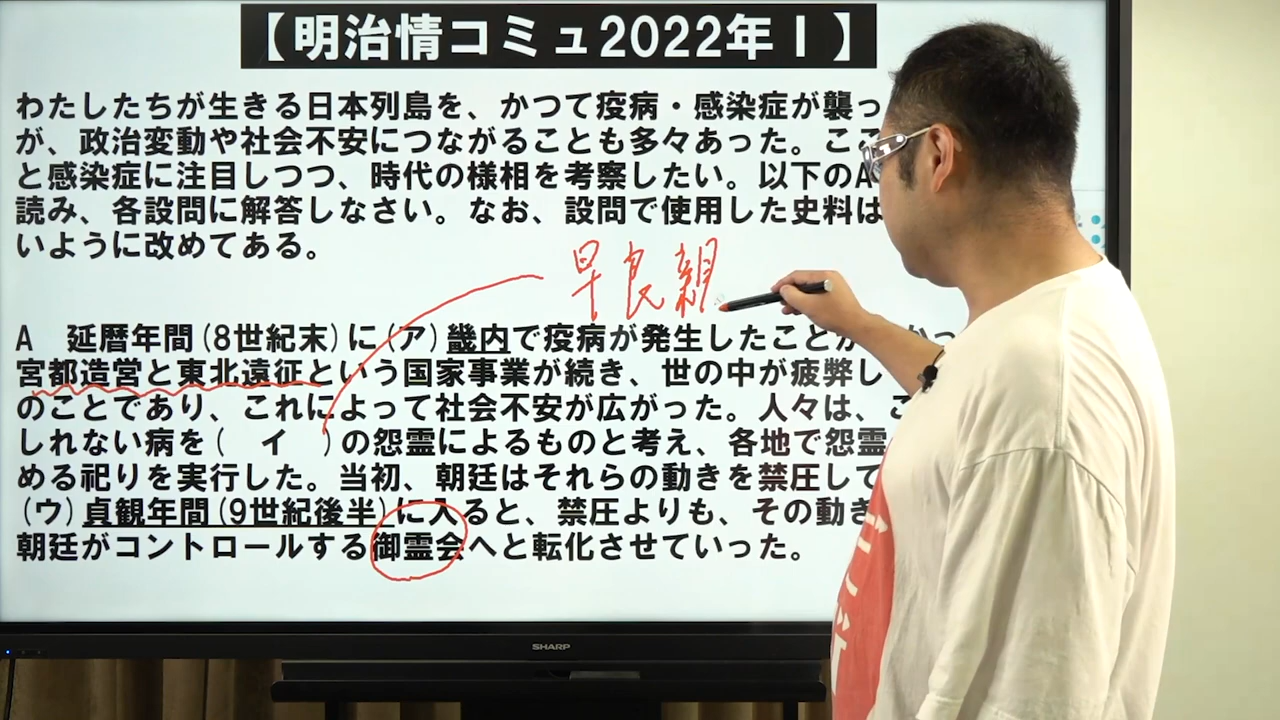 【明治情コミュ2022年Ⅰ】
わたしたちが生きる日本列島を、かつて疫病・感染症が襲っ
が、政治変動や社会不安につながることも多々あった。ここ
と感染症に注目しつつ、時代の様相を考察したい。以下のA
読み、各設問に解答しなさい。なお、設問で使用した史料は
いように改めてある。
早良親
A 延暦年間(8世紀末)に(ア)畿内で疫病が発生したことが
宮都造営と東北遠征という国家事業が続き、世の中が疲弊し
のことであり、これによって社会不安が広がった。人々は、こ
しれない病を( イ )の怨霊によるものと考え、各地で怨霊
める祀りを実行した。当初、朝廷はそれらの動きを禁圧して
(ウ)貞観年間(9世紀後半)に入ると、禁圧よりも、その動き
朝廷がコントロールする御霊会へと転化させていった。
SHARP